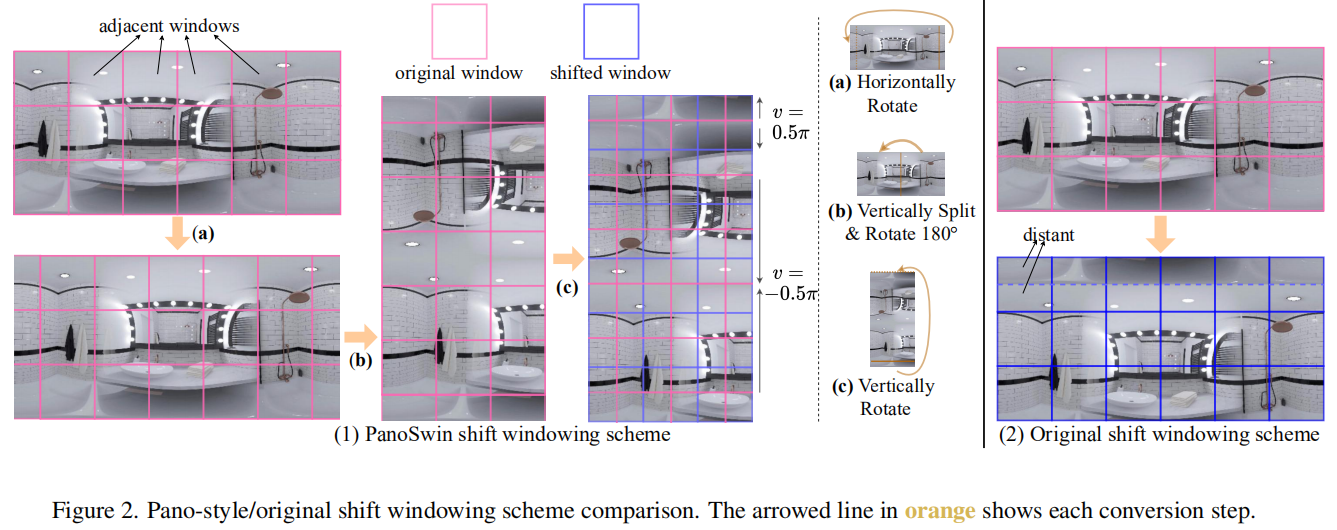 adjacent windows
original window
shifted window
(a)
(b)
(c)
v =
0.5π
v =
−0.5π
(a) Horizontally
Rotate
(b) Vertically Split
& Rotate 180°
(c) Vertically
Rotate
(1) PanoSwin shift windowing scheme
distant
(2) Original shift windowing scheme
Figure 2. Pano-style/original shift windowing scheme comparison. The arrowed line in orange shows each conversion step.